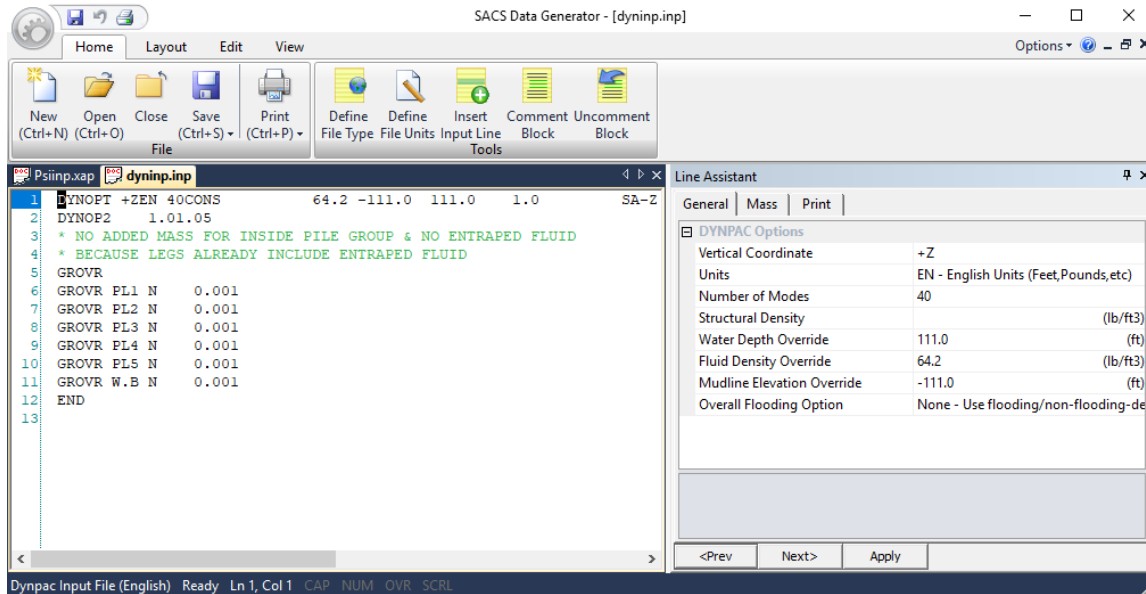 SACS Data Generator - [dyninp.inp]
Home Layout Edit View Options
New (Ctrl+N) Open (Ctrl+O) Close Save (Ctrl+S) Print (Ctrl+P)
File
Define File Type Define File Units Insert Input Line Comment Block Uncomment Block
Tools
Psiinp.xap dyninp.inp
1 DYNOPT +ZEN 40CONS 64.2 -111.0 111.0 1.0 SA-Z
2 DYNOP2 1.01.05
3 * NO ADDED MASS FOR INSIDE PILE GROUP & NO ENTRAPED FLUID
4 * BECAUSE LEGS ALREADY INCLUDE ENTRAPED FLUID
5 GROVR
6 GROVR PL1 N 0.001
7 GROVR PL2 N 0.001
8 GROVR PL3 N 0.001
9 GROVR PL4 N 0.001
10 GROVR PL5 N 0.001
11 GROVR W.B N 0.001
12 END
13
Line Assistant
General Mass Print
DYNPAC Options
Vertical Coordinate +Z
Units EN - English Units (Feet,Pounds,etc)
Number of Modes 40
Structural Density (lb/ft3)
Water Depth Override 111.0 (ft)
Fluid Density Override 64.2 (lb/ft3)
Mudline Elevation Override -111.0 (ft)
Overall Flooding Option None - Use flooding/non-flooding-de
<Prev Next> Apply
Dynpac Input File (English) Ready Ln 1, Col 1 CAP NUM OVR SCRL